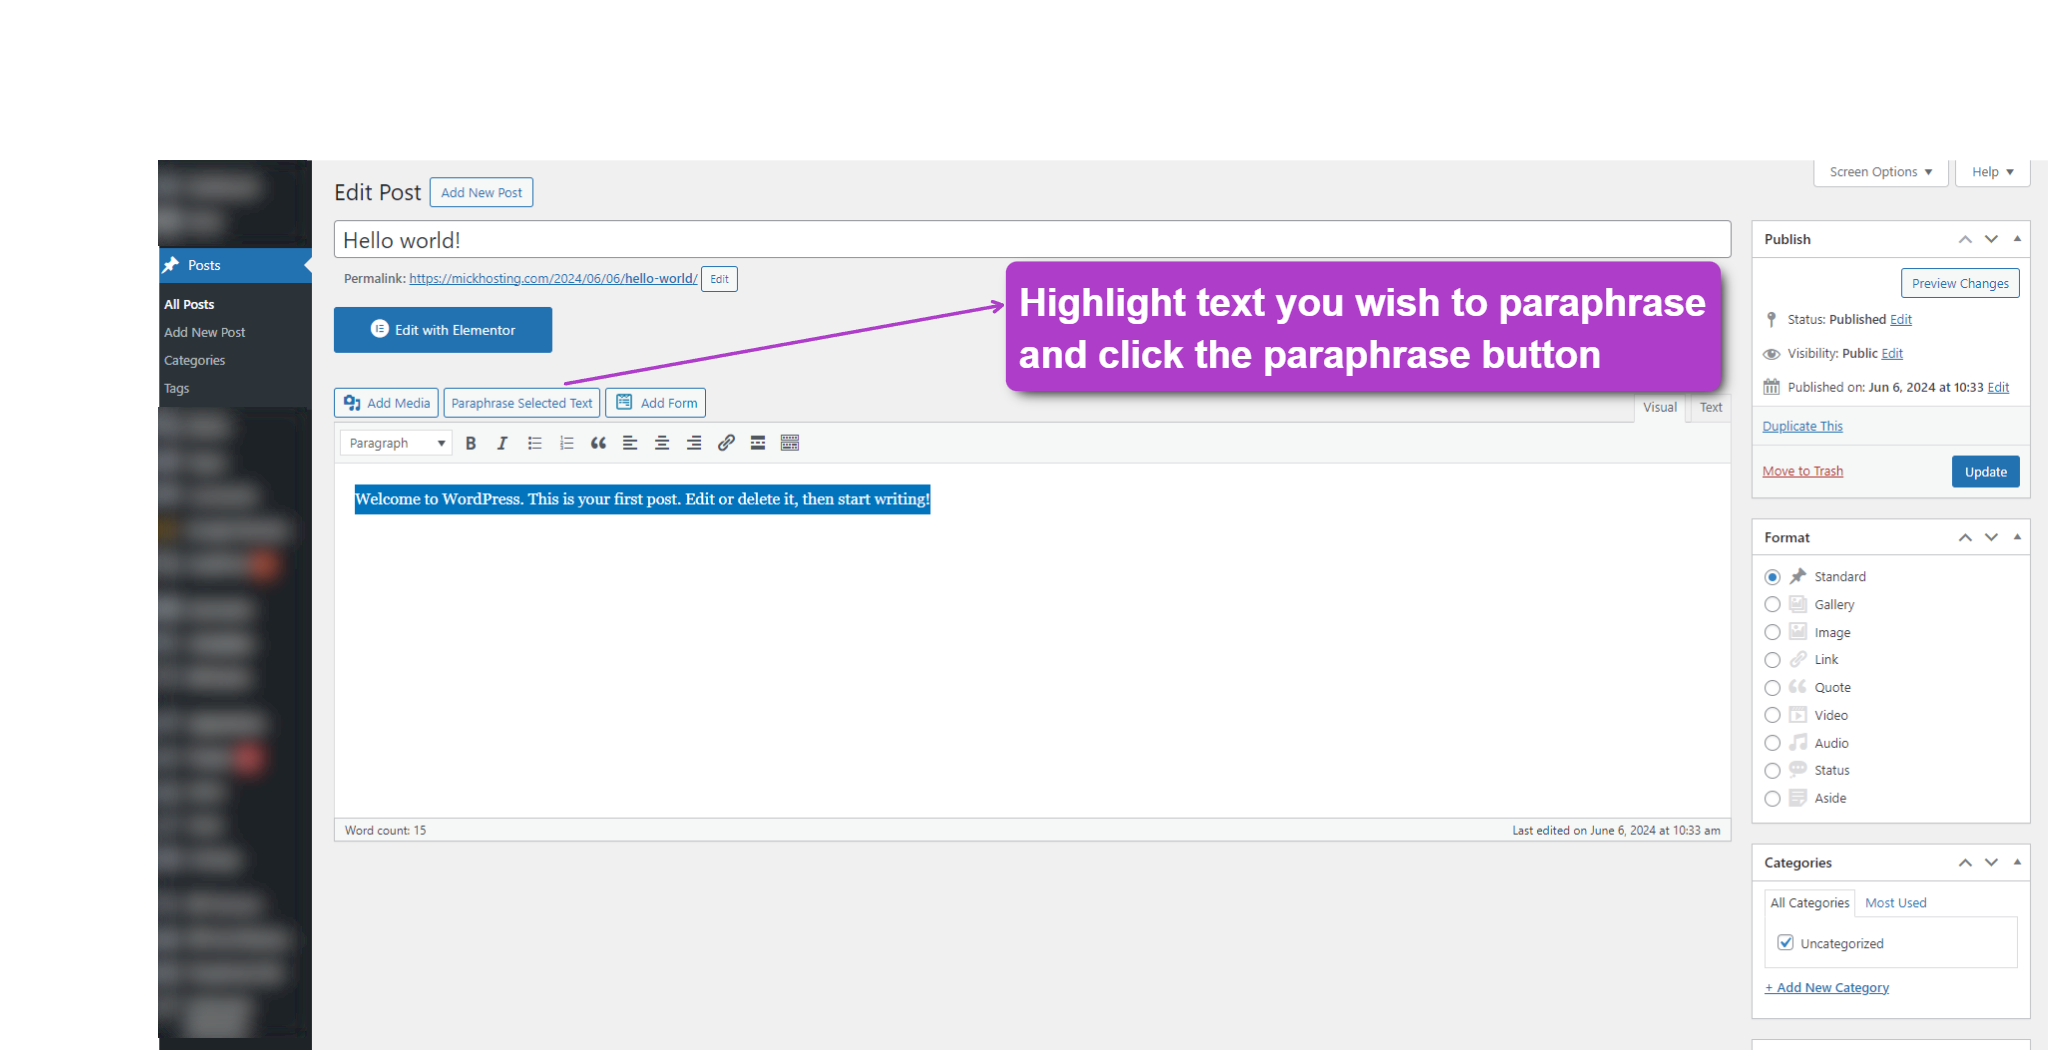 Screen Options
Help
Edit Post
Add New Post
Posts
All Posts
Add New Post
Categories
Tags
Hello world!
Permalink: https://mickhosting.com/2024/06/06/hello-world/ Edit
Edit with Elementor
Highlight text you wish to paraphrase
and click the paraphrase button
Add Media
Paraphrase Selected Text
Add Form
Visual
Text
Paragraph
Welcome to WordPress. This is your first post. Edit or delete it, then start writing!
Word count: 15
Last edited on June 6, 2024 at 10:33 am
Publish
Preview Changes
Status: Published Edit
Visibility: Public Edit
Published on: Jun 6, 2024 at 10:33 Edit
Duplicate This
Move to Trash
Update
Format
Standard
Gallery
Image
Link
Quote
Video
Audio
Status
Aside
Categories
All Categories
Most Used
Uncategorized
+ Add New Category